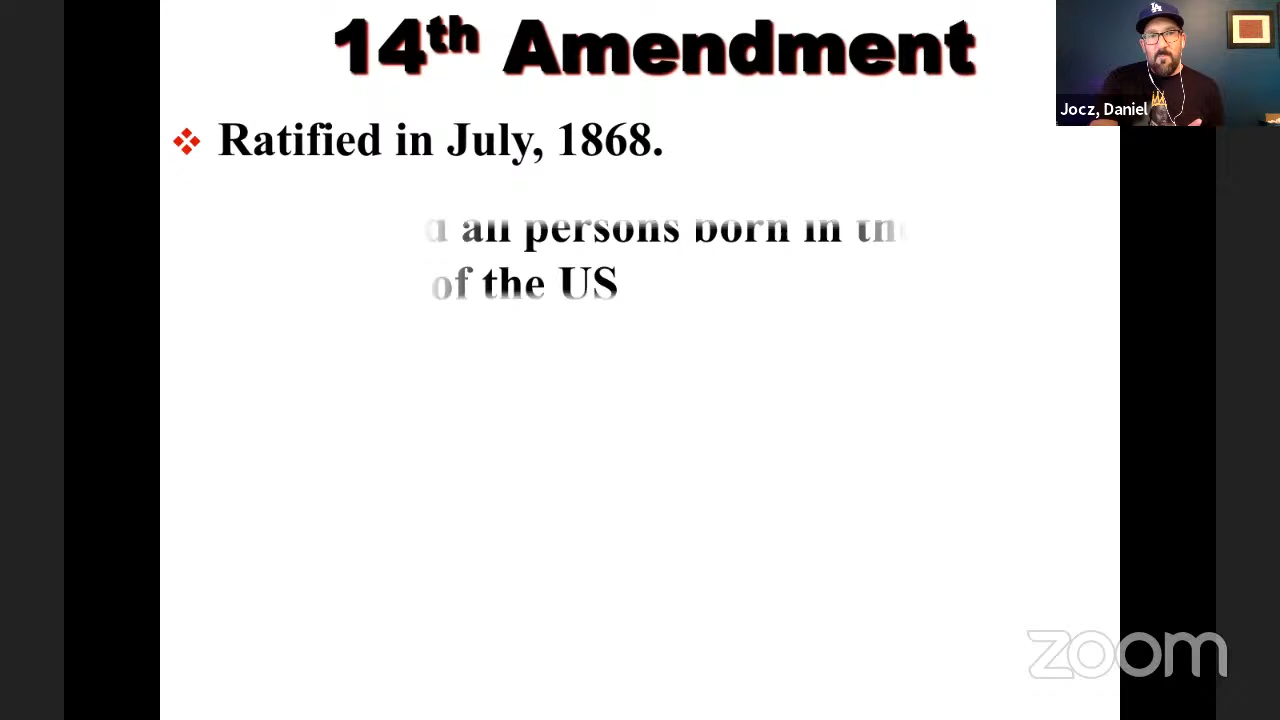 14th Amendment
Jocz, Daniel
Ratified in July, 1868.
all persons born in
of the US
zoom